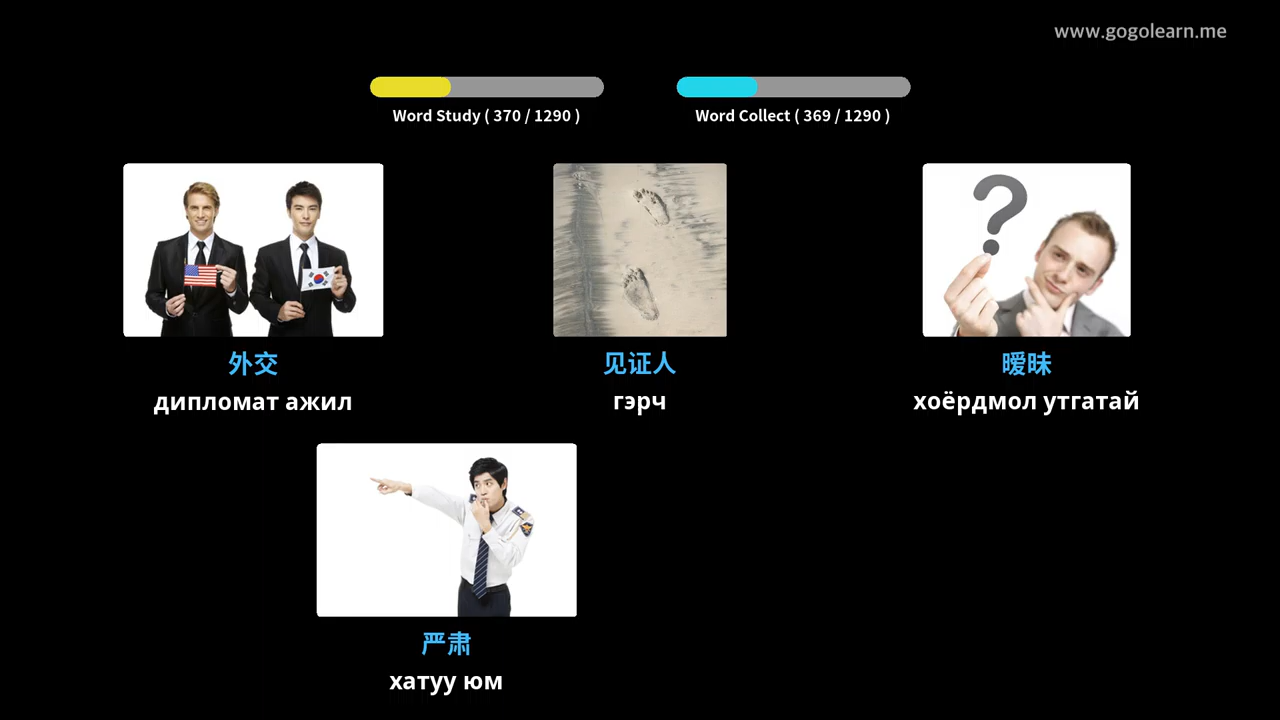 www.gogolearn.me
Word Study ( 370 / 1290 )
Word Collect ( 369 / 1290 )
外交
дипломат ажил
见证人
гэрч
暧昧
хоёрдмол утгатай
严肃
хатуу юм